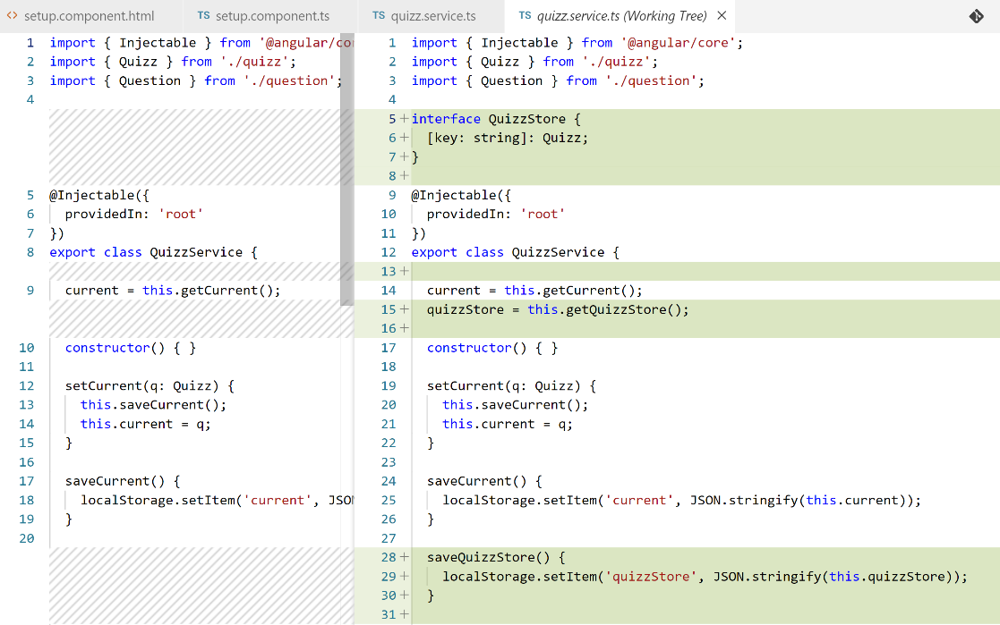 <> setup.component.html TS setup.component.ts TS quizz.service.ts TS quizz.service.ts (Working Tree) ×
1 import { Injectable } from '@angular/co
2 import { Quizz } from './quizz';
3 import { Question } from './question';
4
5 @Injectable({
6 providedIn: 'root'
7 })
8 export class QuizzService {
9 current = this.getCurrent();
10 constructor() { }
11
12 setCurrent(q: Quizz) {
13 this.saveCurrent();
14 this.current = q;
15 }
16
17 saveCurrent() {
18 localStorage.setItem('current', JSO
19 }
20
1 import { Injectable } from '@angular/core';
2 import { Quizz } from './quizz';
3 import { Question } from './question';
4
5+ interface QuizzStore {
6+ [key: string]: Quizz;
7+ }
8+
9 @Injectable({
10 providedIn: 'root'
11 })
12 export class QuizzService {
13+
14 current = this.getCurrent();
15+ quizzStore = this.getQuizzStore();
16+
17 constructor() { }
18
19 setCurrent(q: Quizz) {
20 this.saveCurrent();
21 this.current = q;
22 }
23
24 saveCurrent() {
25 localStorage.setItem('current', JSON.stringify(this.current));
26 }
27
28+ saveQuizzStore() {
29+ localStorage.setItem('quizzStore', JSON.stringify(this.quizzStore));
30+ }
31+